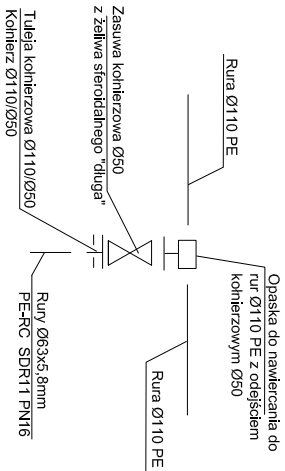 Opaska do nawiercania do
rur Ø110 PE z odejściem
kołnierzowym Ø50
Rura Ø110 PE
Rura Ø110 PE
Zasuwa kołnierzowa Ø50
z żeliwa sferoidalnego "długa"
Rury Ø63x5,8mm
PE-RC SDR11 PN16
Tuleja kołnierzowa Ø110/Ø50
Kołnierz Ø110/Ø50